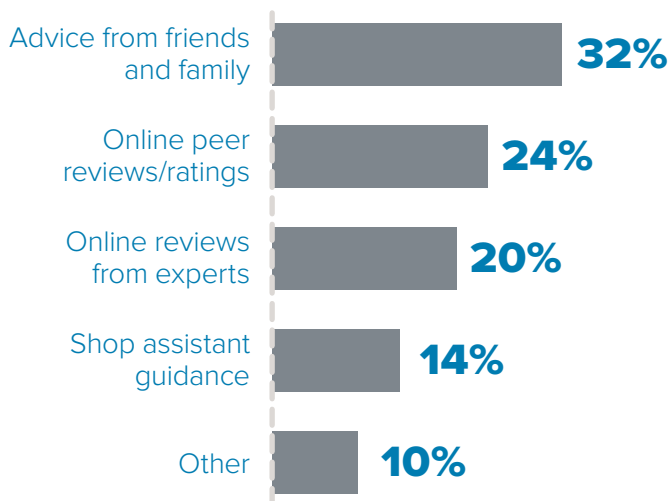 Advice from friends
and family
32%
Online peer
reviews/ratings
24%
Online reviews
from experts
20%
Shop assistant
guidance
14%
Other
10%